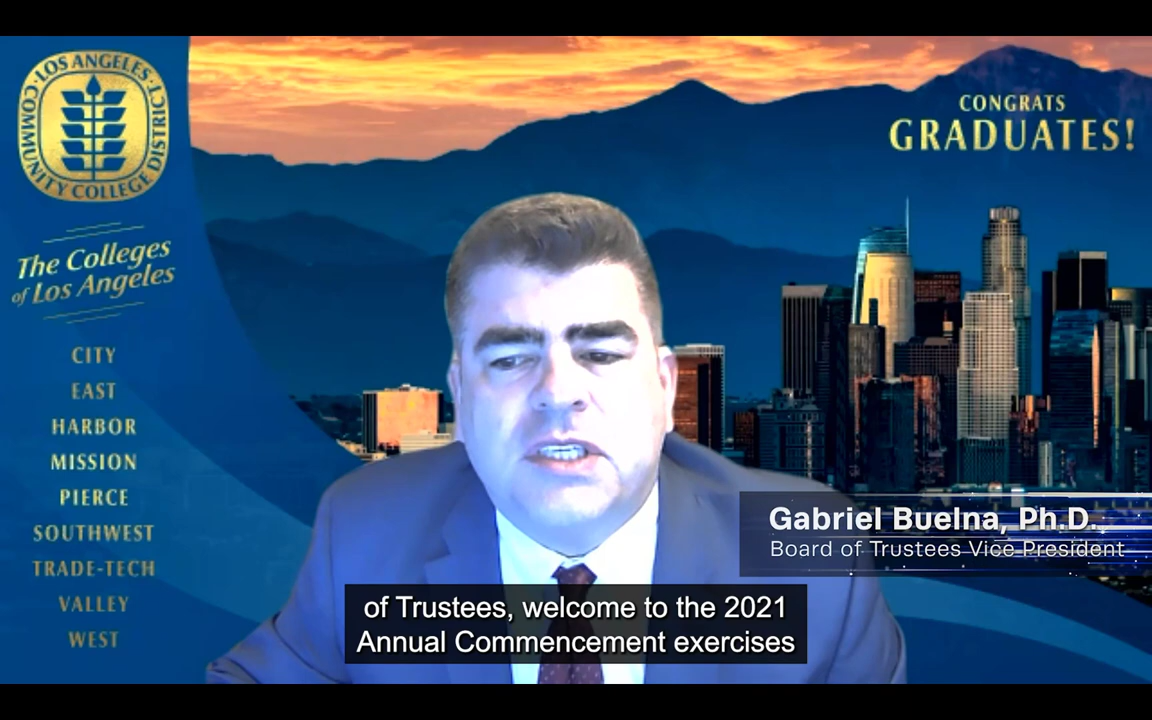 LOS ANGELES
COMMUNITY COLLEGE DISTRICT
The Colleges
of Los Angeles
CITY
EAST
HARBOR
MISSION
PIERCE
SOUTHWEST
TRADE-TECH
VALLEY
WEST
CONGRATS
GRADUATES!
Gabriel Buelna, Ph.D.
Board of Trustees Vice President
of Trustees, welcome to the 2021
Annual Commencement exercises